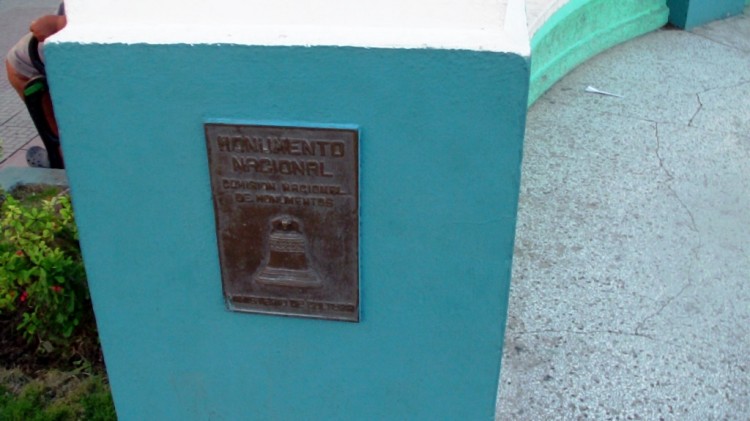 MONUMENTO
NACIONAL
COMISION NACIONAL
DE MONUMENTOS